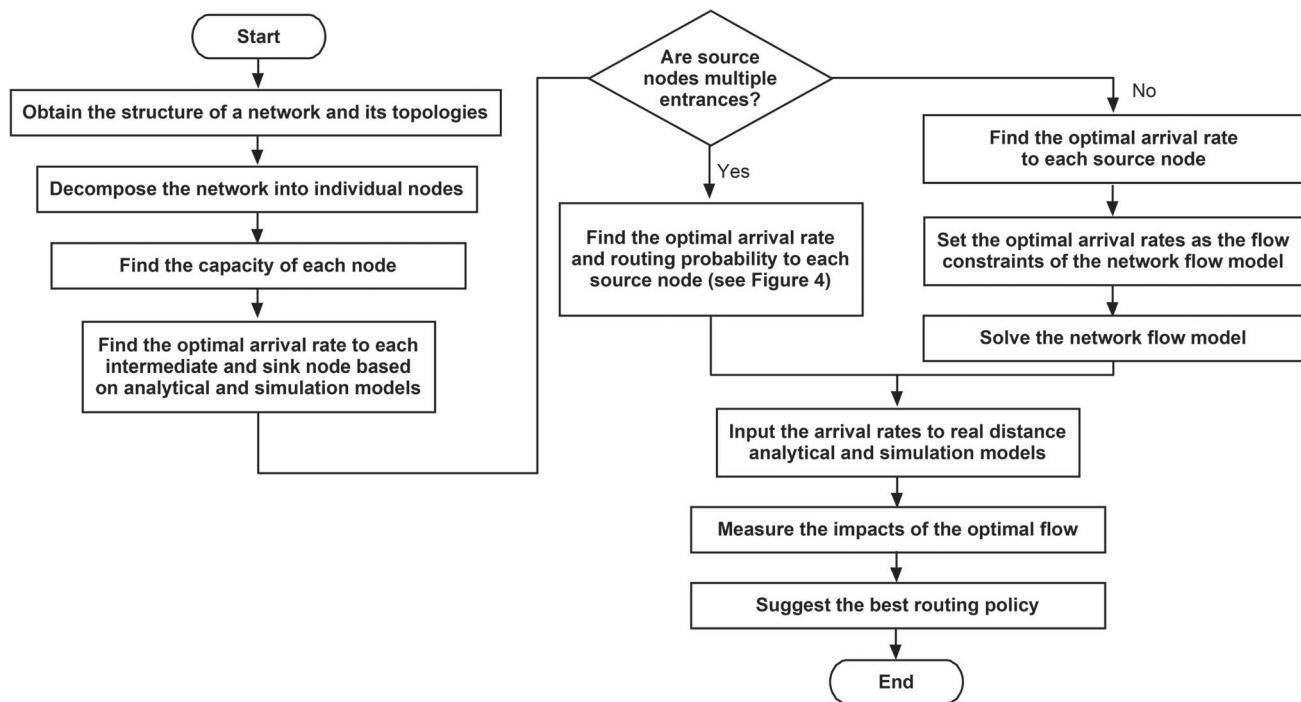 Start
Obtain the structure of a network and its topologies
Decompose the network into individual nodes
Find the capacity of each node
Find the optimal arrival rate to each
intermediate and sink node based
on analytical and simulation models
Are source
nodes multiple
entrances?
Yes
No
Find the optimal arrival rate
and routing probability to each
source node (see Figure 4)
Find the optimal arrival rate
to each source node
Set the optimal arrival rates as the flow
constraints of the network flow model
Solve the network flow model
Input the arrival rates to real distance
analytical and simulation models
Measure the impacts of the optimal flow
Suggest the best routing policy
End